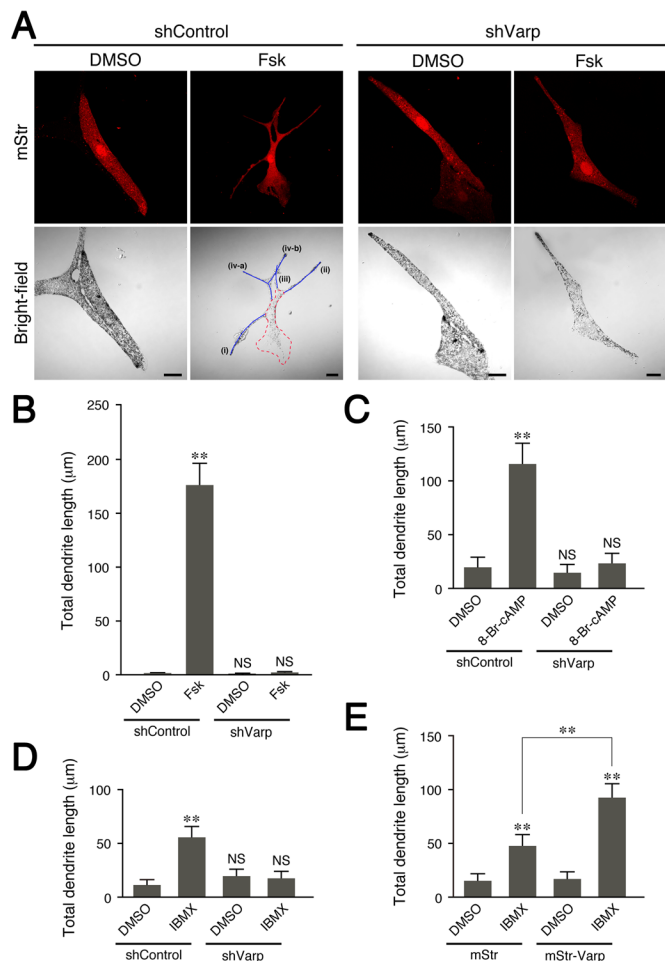 A
shControl
shVarp
DMSO
Fsk
DMSO
Fsk
mStr
Bright-field
(iv-b)
(iv-a)
(iii)
(ii)
(i)
B
Total dendrite length (μm)
250
200
150
100
50
0
**
NS
NS
DMSO
Fsk
DMSO
Fsk
shControl
shVarp
C
Total dendrite length (μm)
150
100
50
0
**
NS
NS
DMSO
8-Br-cAMP
DMSO
8-Br-cAMP
shControl
shVarp
D
Total dendrite length (μm)
100
50
0
**
NS
NS
DMSO
IBMX
DMSO
IBMX
shControl
shVarp
E
Total dendrite length (μm)
150
100
50
0
**
**
**
DMSO
IBMX
DMSO
IBMX
mStr
mStr-Varp